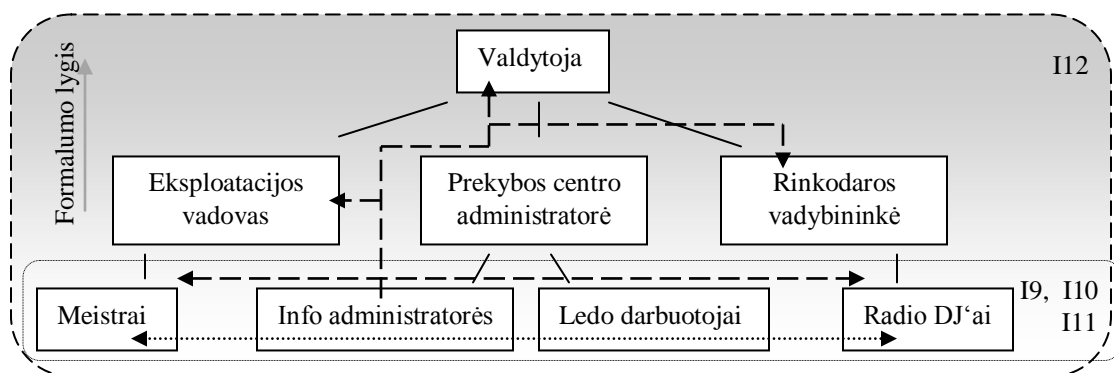 Formalumo lygis
Valdytoja
I12
Eksploatacijos
vadovas
Prekybos centro
administratorė
Rinkodaros
vadybininkė
Meistrai
Info administratorės
Ledo darbuotojai
Radio DJ‘ai
I9, I10
I11